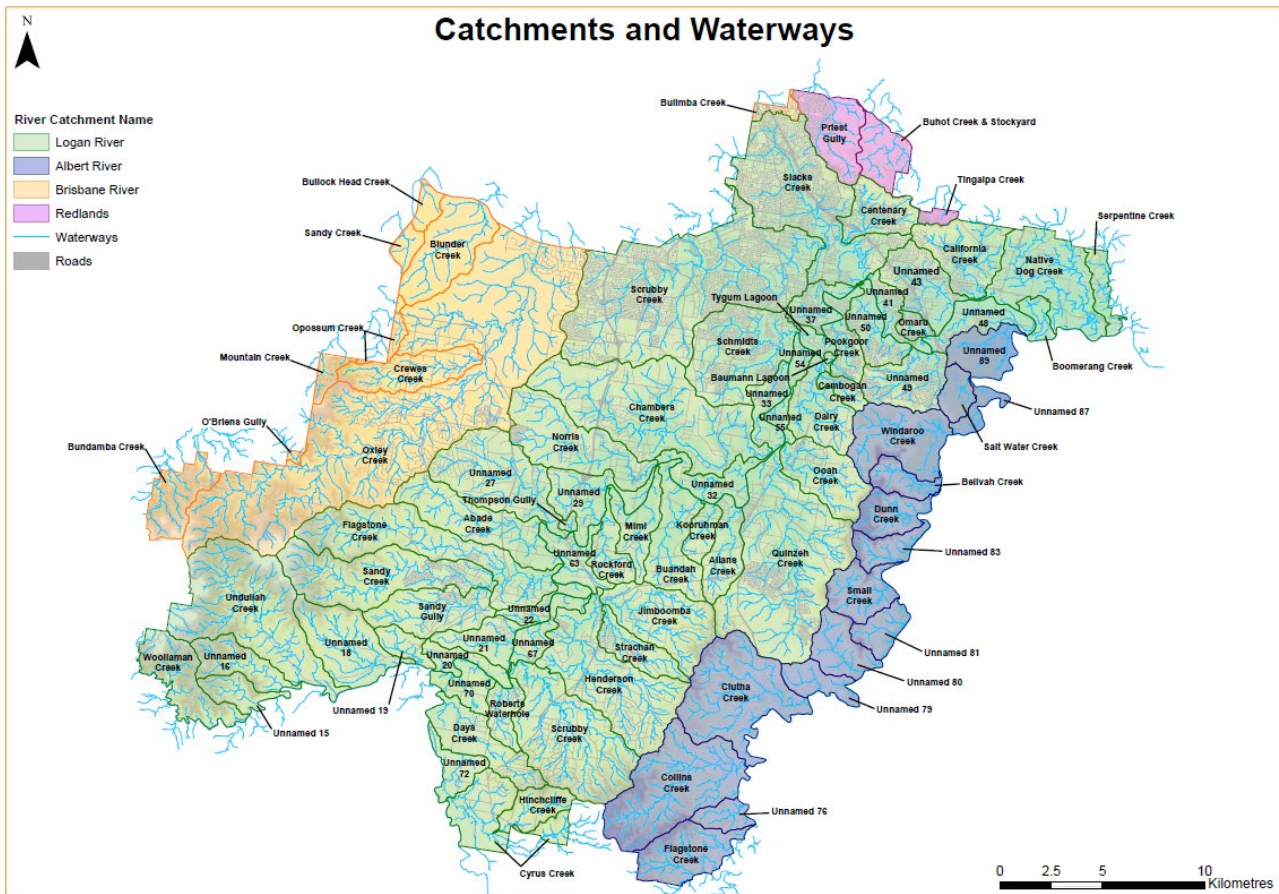 Catchments and Waterways
N
River Catchment Name
Logan River
Albert River
Brisbane River
Redlands
Waterways
Roads
Bulimba Creek
Priest
Gully
Buhot Creek & Stockyard
Slacks
Creek
Tingalpa Creek
Bullock Head Creek
Centenary
Creek
Serpentine Creek
Sandy Creek
Blunder
Creek
California
Creek
Native
Dog Creek
Unnamed
43
Scrubby
Creek
Tygum Lagoon
Unnamed
41
Unnamed
37
Unnamed
50
Omaru
Creek
Unnamed
48
Opossum Creek
Schmidts
Creek
Pookgoor
Creek
Unnamed
89
Mountain Creek
Crewes
Creek
Unnamed
54
Boomerang Creek
Baumann Lagoon
Unnamed
49
Unnamed
33
Cambogan
Creek
Unnamed 87
Chambers
Creek
Unnamed
55
Dairy
Creek
O'Briens Gully
Windaroo
Creek
Salt Water Creek
Bundamba Creek
Oxley
Creek
Norris
Creek
Unnamed
27
Unnamed
29
Unnamed
32
Ooah
Creek
Belivah Creek
Thompson Gully
Dunn
Creek
Flagstone
Creek
Abade
Creek
Mimi
Creek
Kooruhman
Creek
Unnamed 83
Unnamed
63
Rockford
Creek
Buandah
Creek
Allans
Creek
Quinzeh
Creek
Sandy
Creek
Undullah
Creek
Small
Creek
Sandy
Gully
Unnamed
22
Jimboomba
Creek
Unnamed
18
Unnamed
21
Unnamed
67
Strachan
Creek
Unnamed 81
Woollaman
Creek
Unnamed
16
Unnamed
20
Unnamed 80
Henderson
Creek
Clutha
Creek
Unnamed 19
Unnamed
70
Roberts
Waterhole
Unnamed 79
Unnamed 15
Days
Creek
Scrubby
Creek
Unnamed
72
Collins
Creek
Hinchcliffe
Creek
Unnamed 76
Flagstone
Creek
Cyrus Creek
0 2.5 5 10
Kilometres